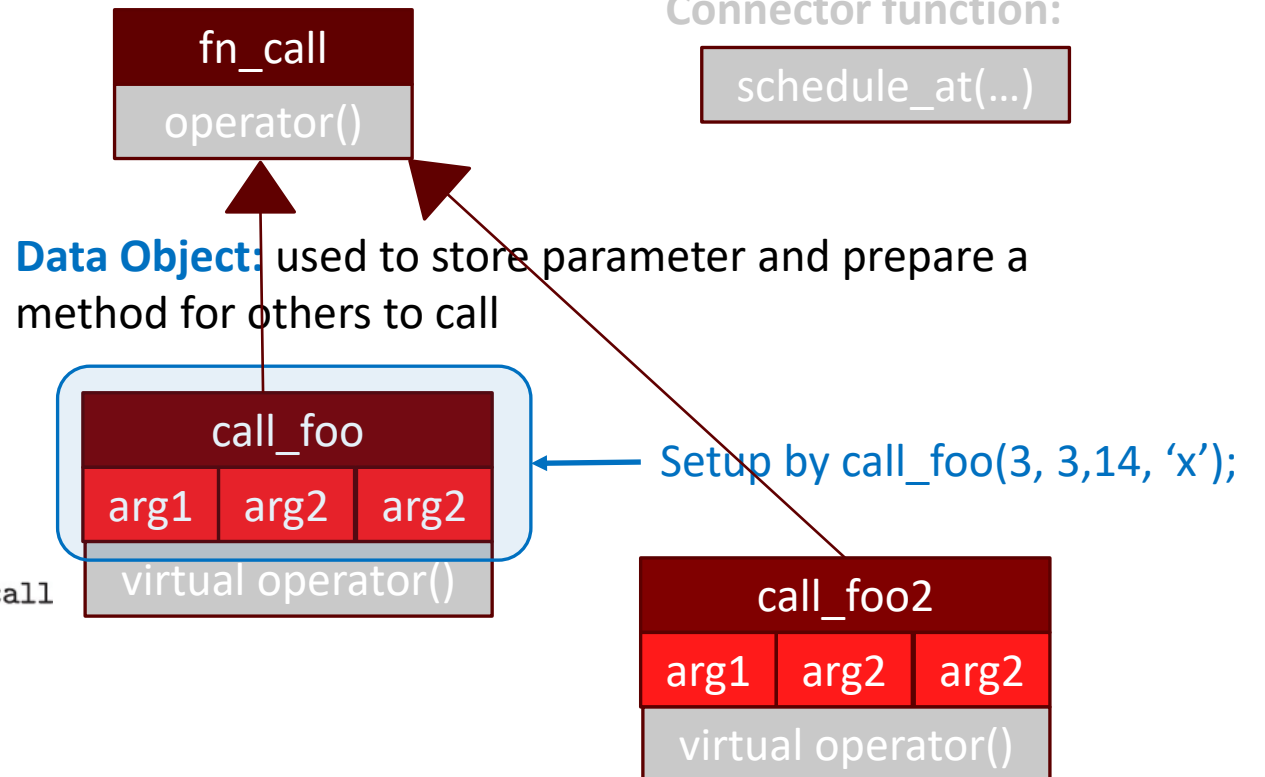 Connector function:
fn_call
schedule_at(…)
operator()
Data Object: used to store parameter and prepare a
method for others to call
call_foo
Setup by call_foo(3, 3,14, ‘x’);
arg1 arg2 arg2
virtual operator()
call_foo2
arg1 arg2 arg2
virtual operator()